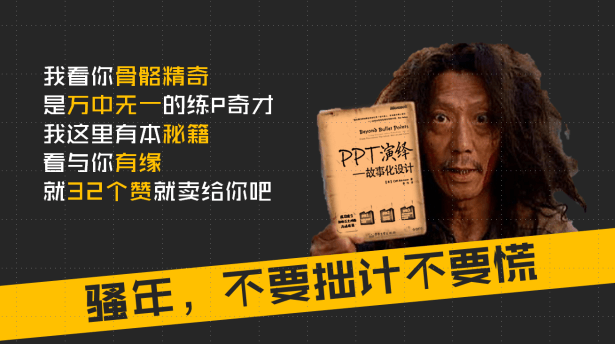 我看你骨骼精奇
是万中无一的练P奇才
我这里有本秘籍
看与你有缘
就32个赞就卖给你吧
Beyond Bullet Points
PPT演绎
—故事化设计
骚年，不要拙计不要慌